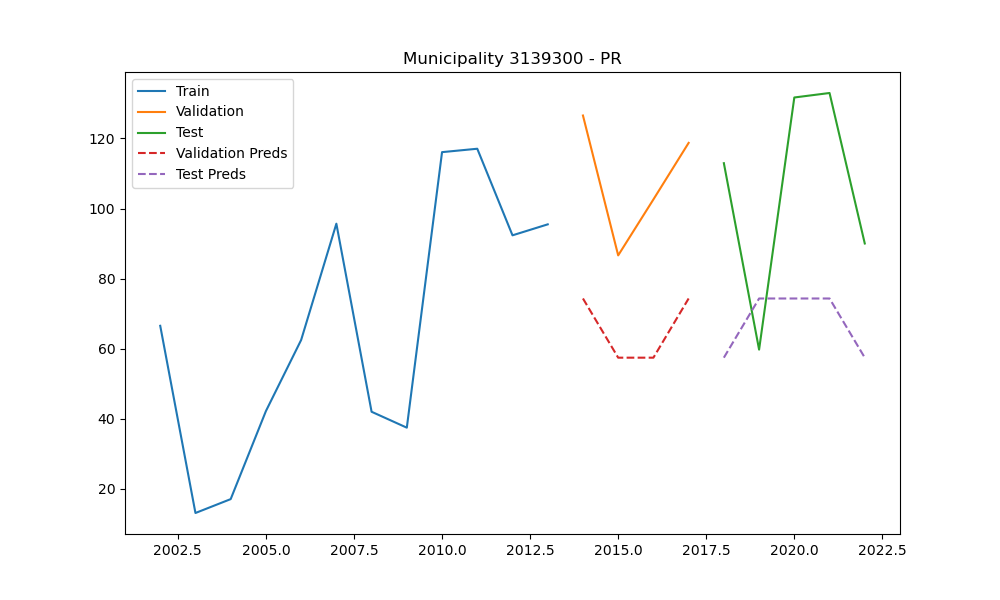 Municipality 3139300 - PR
Train
Validation
Test
Validation Preds
Test Preds
120
100
80
60
40
20
2002.5 2005.0 2007.5 2010.0 2012.5 2015.0 2017.5 2020.0 2022.5